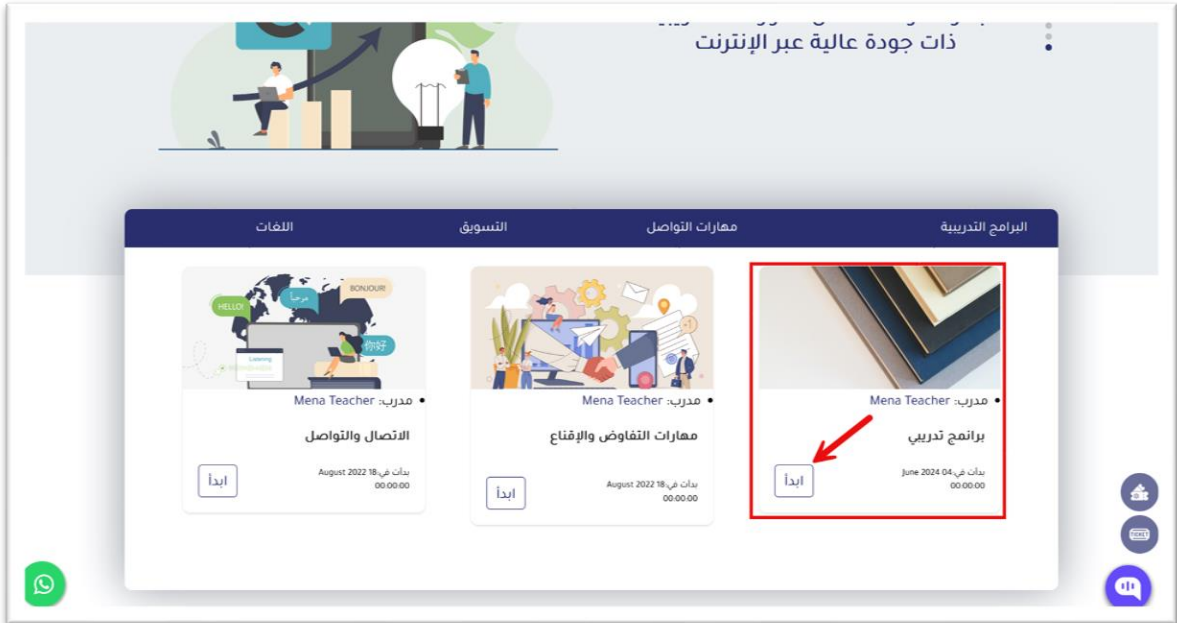 ذات جودة عالية عبر الإنترنت
البرامج التدريبية
مهارات التواصل
التسويق
اللغات
مدرب: Mena Teacher
برانمج تدريبي
بدأت في:04 June 2024
00:00:00
ابدأ
مدرب: Mena Teacher
مهارات التفاوض والإقناع
بدأت في:18 August 2022
00:00:00
ابدأ
HELLO!
مرحباً
BONJOUR!
你好
Listening
مدرب: Mena Teacher
الاتصال والتواصل
بدأت في:18 August 2022
00:00:00
ابدأ
TICKET